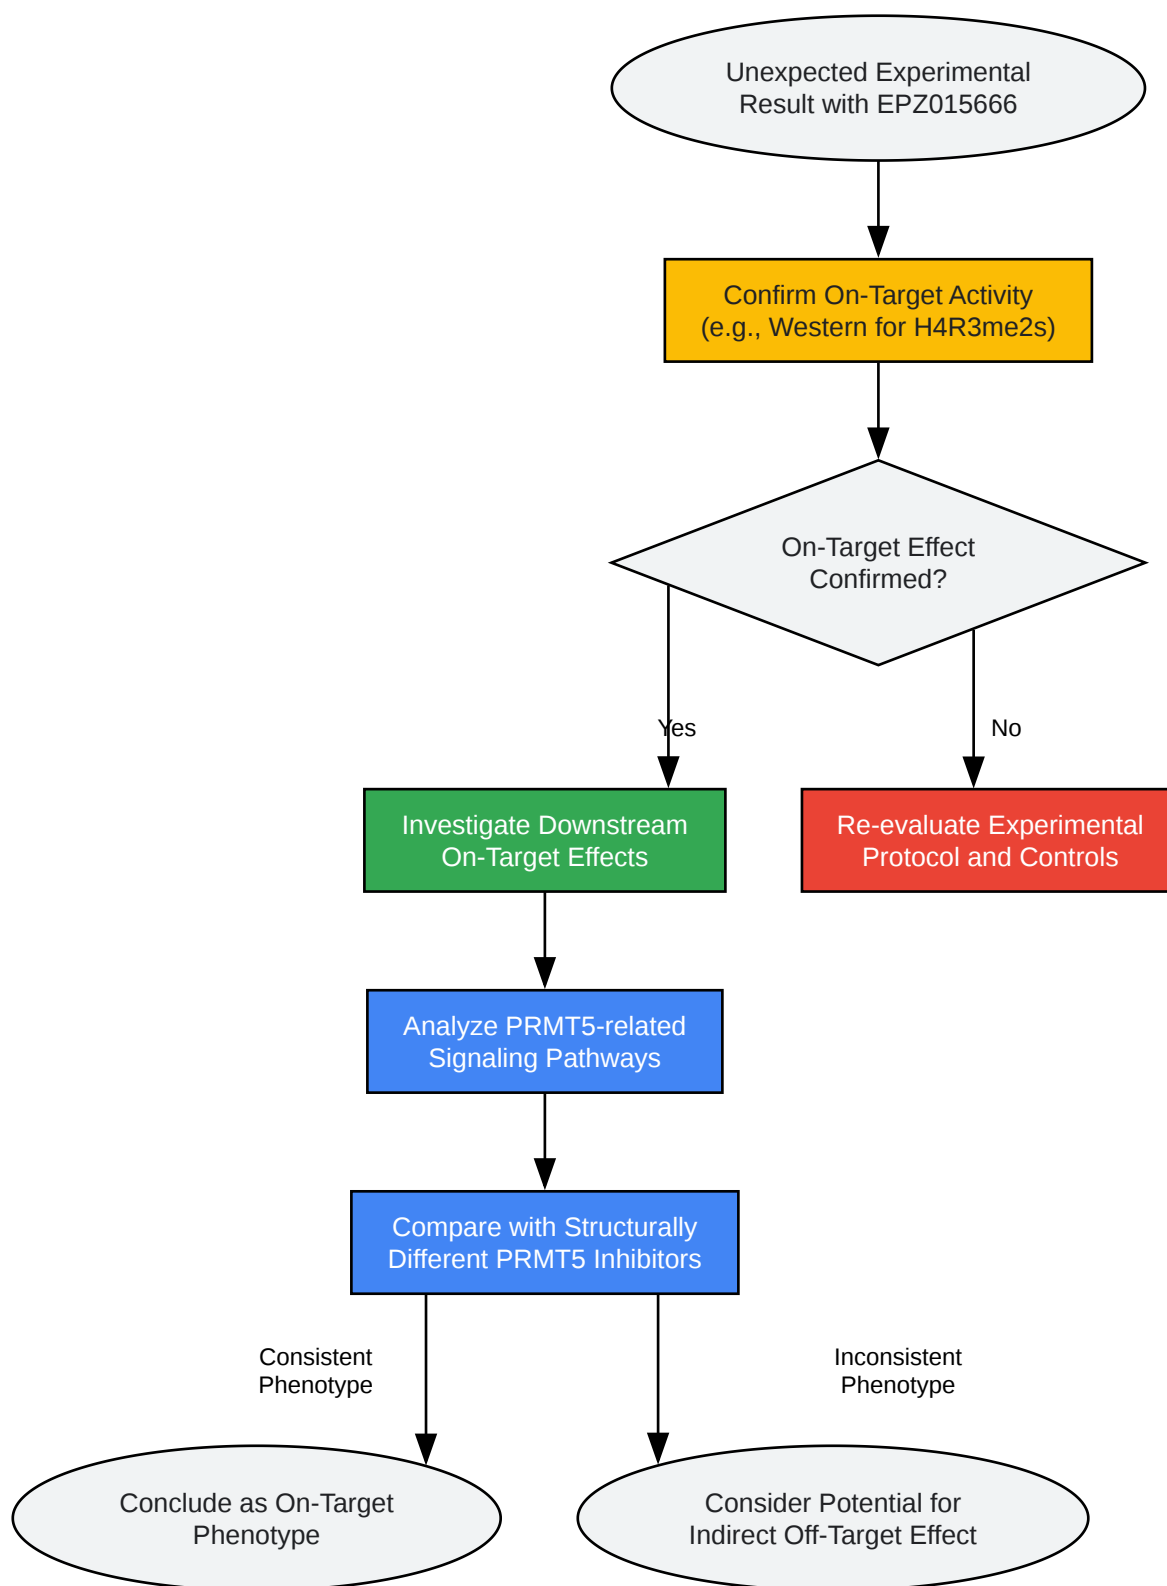 Unexpected Experimental
Result with EPZ015666
Confirm On-Target Activity
(e.g., Western for H4R3me2s)
On-Target Effect
Confirmed?
Yes
No
Investigate Downstream
On-Target Effects
Re-evaluate Experimental
Protocol and Controls
Analyze PRMT5-related
Signaling Pathways
Compare with Structurally
Different PRMT5 Inhibitors
Consistent
Phenotype
Inconsistent
Phenotype
Conclude as On-Target
Phenotype
Consider Potential for
Indirect Off-Target Effect